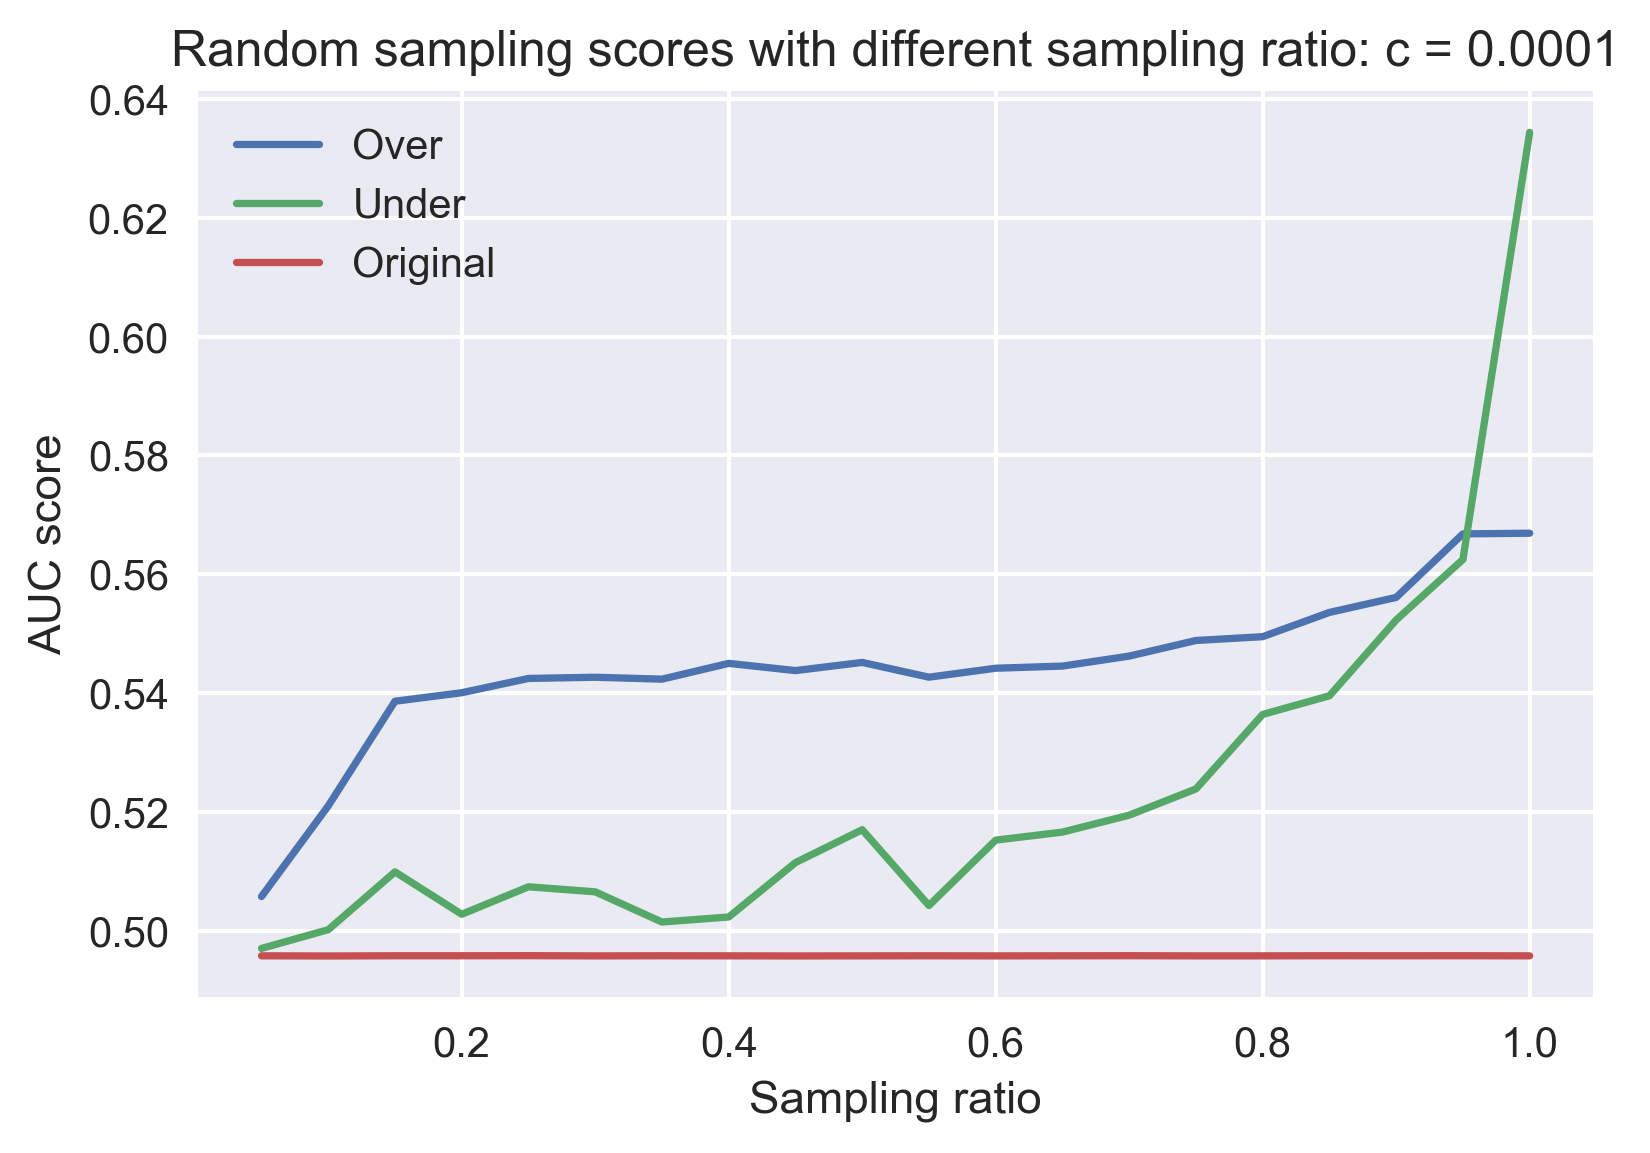 Random sampling scores with different sampling ratio: c = 0.0001
0.64
0.62
0.60
0.58
0.56
0.54
0.52
0.50
AUC score
Over
Under
Original
0.2 0.4 0.6 0.8 1.0
Sampling ratio